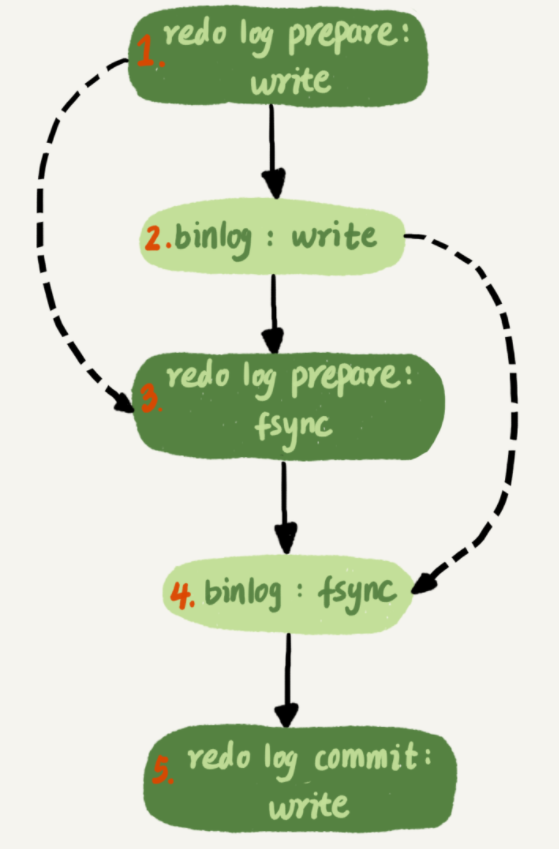 1. redo log prepare:
write
2. binlog : write
3. redo log prepare:
fsync
4. binlog : fsync
5. redo log commit:
write